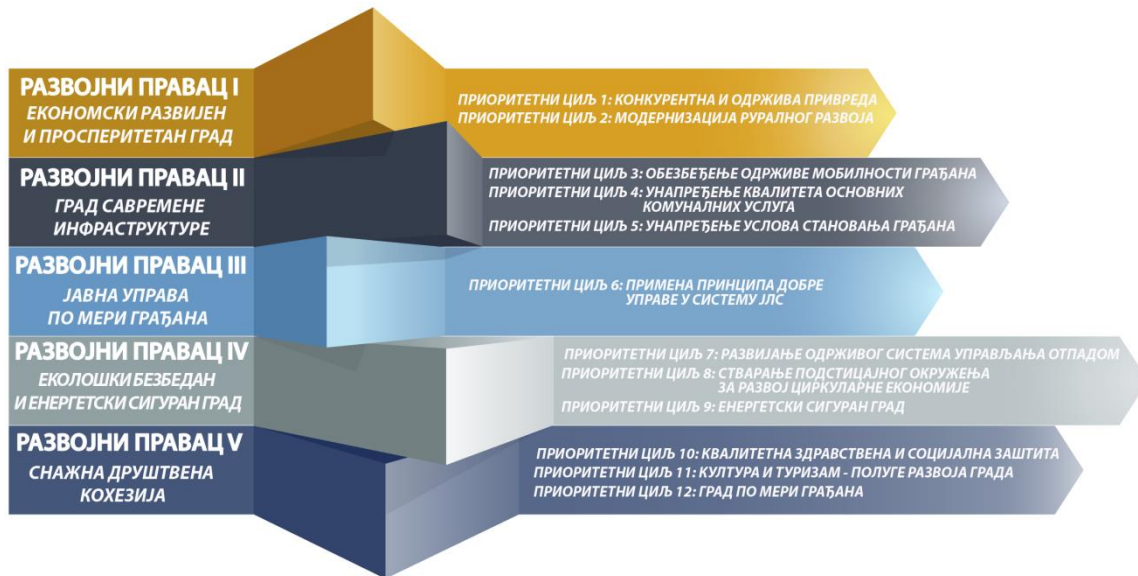 РАЗВОЈНИ ПРАВАЦ I
ЕКОНОМСКИ РАЗВИЈЕН
И ПРОСПЕРИТЕТАН ГРАД
ПРИОРИТЕТНИ ЦИЉ 1: КОНКУРЕНТНА И ОДРЖИВА ПРИВРЕДА
ПРИОРИТЕТНИ ЦИЉ 2: МОДЕРНИЗАЦИЈА РУРАЛНОГ РАЗВОЈА
РАЗВОЈНИ ПРАВАЦ II
ГРАД САВРЕМЕНЕ
ИНФРАСТРУКТУРЕ
ПРИОРИТЕТНИ ЦИЉ 3: ОБЕЗБЕЂЕЊЕ ОДРЖИВЕ МОБИЛНОСТИ ГРАЂАНА
ПРИОРИТЕТНИ ЦИЉ 4: УНАПРЕЂЕЊЕ КВАЛИТЕТА ОСНОВНИХ
КОМУНАЛНИХ УСЛУГА
ПРИОРИТЕТНИ ЦИЉ 5: УНАПРЕЂЕЊЕ УСЛОВА СТАНОВАЊА ГРАЂАНА
РАЗВОЈНИ ПРАВАЦ III
ЈАВНА УПРАВА
ПО МЕРИ ГРАЂАНА
ПРИОРИТЕТНИ ЦИЉ 6: ПРИМЕНА ПРИНЦИПА ДОБРЕ
УПРАВЕ У СИСТЕМУ ЈЛС
РАЗВОЈНИ ПРАВАЦ IV
ЕКОЛОШКИ БЕЗБЕДАН
И ЕНЕРГЕТСКИ СИГУРАН ГРАД
ПРИОРИТЕТНИ ЦИЉ 7: РАЗВИЈАЊЕ ОДРЖИВОГ СИСТЕМА УПРАВЉАЊА ОТПАДОМ
ПРИОРИТЕТНИ ЦИЉ 8: СТВАРАЊЕ ПОДСТИЦАЈНОГ ОКРУЖЕЊА
ЗА РАЗВОЈ ЦИРКУЛАРНЕ ЕКОНОМИЈЕ
ПРИОРИТЕТНИ ЦИЉ 9: ЕНЕРГЕТСКИ СИГУРАН ГРАД
РАЗВОЈНИ ПРАВАЦ V
СНАЖНА ДРУШТВЕНА
КОХЕЗИЈА
ПРИОРИТЕТНИ ЦИЉ 10: КВАЛИТЕТНА ЗДРАВСТВЕНА И СОЦИЈАЛНА ЗАШТИТА
ПРИОРИТЕТНИ ЦИЉ 11: КУЛТУРА И ТУРИЗАМ - ПОЛУГЕ РАЗВОЈА ГРАДА
ПРИОРИТЕТНИ ЦИЉ 12: ГРАД ПО МЕРИ ГРАЂАНА